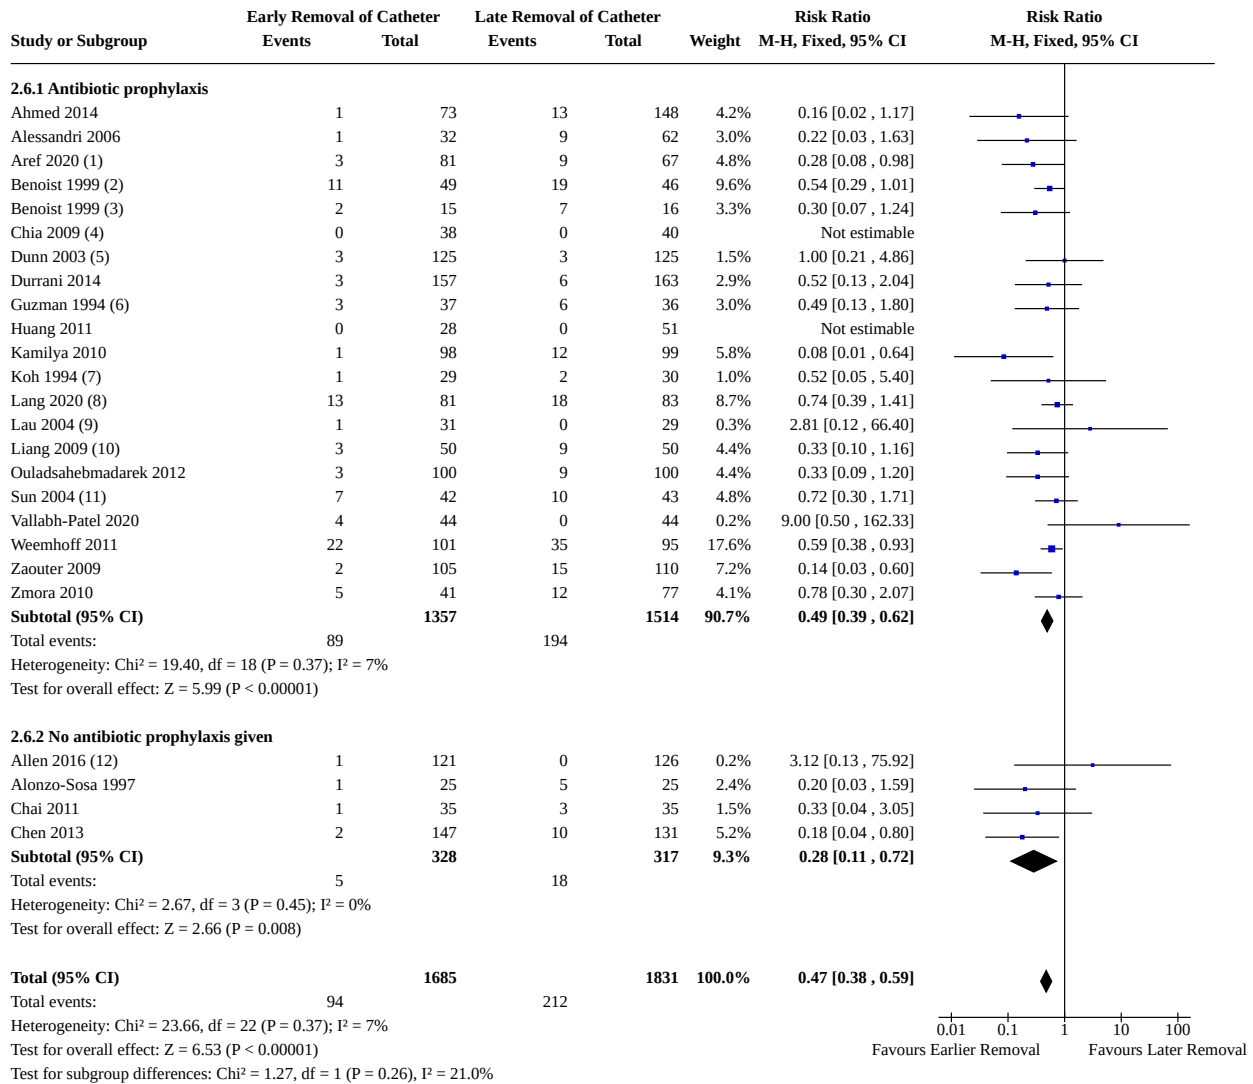 Early Removal of Catheter Late Removal of Catheter Risk Ratio Risk Ratio
Study or Subgroup Events Total Events Total Weight M-H, Fixed, 95% CI M-H, Fixed, 95% CI
2.6.1 Antibiotic prophylaxis
Ahmed 2014 1 73 13 148 4.2% 0.16 [0.02 , 1.17]
Alessandri 2006 1 32 9 62 3.0% 0.22 [0.03 , 1.63]
Aref 2020 (1) 3 81 9 67 4.8% 0.28 [0.08 , 0.98]
Benoist 1999 (2) 11 49 19 46 9.6% 0.54 [0.29 , 1.01]
Benoist 1999 (3) 2 15 7 16 3.3% 0.30 [0.07 , 1.24]
Chia 2009 (4) 0 38 0 40 Not estimable
Dunn 2003 (5) 3 125 3 125 1.5% 1.00 [0.21 , 4.86]
Durrani 2014 3 157 6 163 2.9% 0.52 [0.13 , 2.04]
Guzman 1994 (6) 3 37 6 36 3.0% 0.49 [0.13 , 1.80]
Huang 2011 0 28 0 51 Not estimable
Kamilya 2010 1 98 12 99 5.8% 0.08 [0.01 , 0.64]
Koh 1994 (7) 1 29 2 30 1.0% 0.52 [0.05 , 5.40]
Lang 2020 (8) 13 81 18 83 8.7% 0.74 [0.39 , 1.41]
Lau 2004 (9) 1 31 0 29 0.3% 2.81 [0.12 , 66.40]
Liang 2009 (10) 3 50 9 50 4.4% 0.33 [0.10 , 1.16]
Ouladsahebmadarek 2012 3 100 9 100 4.4% 0.33 [0.09 , 1.20]
Sun 2004 (11) 7 42 10 43 4.8% 0.72 [0.30 , 1.71]
Vallabh-Patel 2020 4 44 0 44 0.2% 9.00 [0.50 , 162.33]
Weemhoff 2011 22 101 35 95 17.6% 0.59 [0.38 , 0.93]
Zaouter 2009 2 105 15 110 7.2% 0.14 [0.03 , 0.60]
Zmora 2010 5 41 12 77 4.1% 0.78 [0.30 , 2.07]
Subtotal (95% CI) 1357 1514 90.7% 0.49 [0.39 , 0.62]
Total events: 89 194
Heterogeneity: Chi² = 19.40, df = 18 (P = 0.37); I² = 7%
Test for overall effect: Z = 5.99 (P < 0.00001)
2.6.2 No antibiotic prophylaxis given
Allen 2016 (12) 1 121 0 126 0.2% 3.12 [0.13 , 75.92]
Alonzo-Sosa 1997 1 25 5 25 2.4% 0.20 [0.03 , 1.59]
Chai 2011 1 35 3 35 1.5% 0.33 [0.04 , 3.05]
Chen 2013 2 147 10 131 5.2% 0.18 [0.04 , 0.80]
Subtotal (95% CI) 328 317 9.3% 0.28 [0.11 , 0.72]
Total events: 5 18
Heterogeneity: Chi² = 2.67, df = 3 (P = 0.45); I² = 0%
Test for overall effect: Z = 2.66 (P = 0.008)
Total (95% CI) 1685 1831 100.0% 0.47 [0.38 , 0.59]
Total events: 94 212
Heterogeneity: Chi² = 23.66, df = 22 (P = 0.37); I² = 7%
0.01 0.1 1 10 100
Test for overall effect: Z = 6.53 (P < 0.00001) Favours Earlier Removal Favours Later Removal
Test for subgroup differences: Chi² = 1.27, df = 1 (P = 0.26), I² = 21.0%